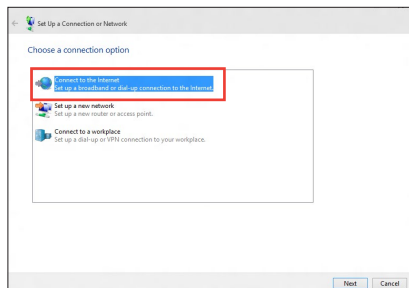 Set Up a Connection or Network
Choose a connection option
Connect to the Internet
Set up a broadband or dial-up connection to the Internet.
Set up a new network
Set up a new router or access point.
Connect to a workplace
Set up a dial-up or VPN connection to your workplace.
Next Cancel